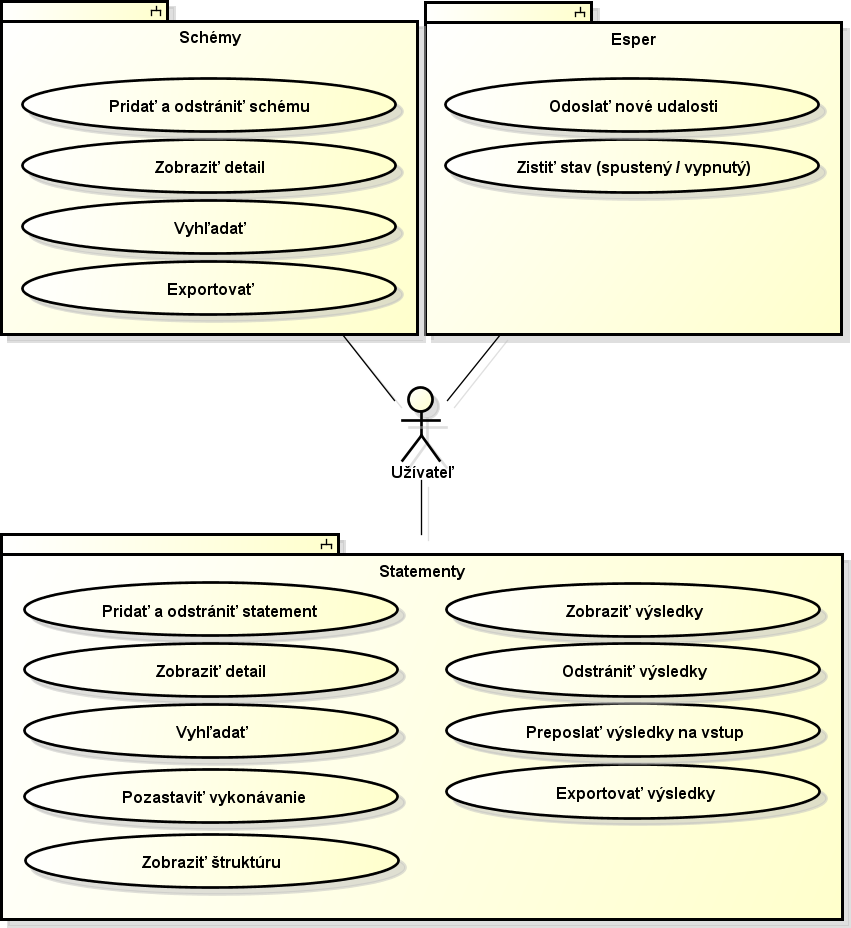 Schémy
Pridať a odstrániť schému
Zobraziť detail
Vyhľadať
Exportovať
Esper
Odoslať nové udalosti
Zistiť stav (spustený / vypnutý)
Užívateľ
Statementy
Pridať a odstrániť statement
Zobraziť detail
Vyhľadať
Pozastaviť vykonávanie
Zobraziť štruktúru
Zobraziť výsledky
Odstrániť výsledky
Preposlať výsledky na vstup
Exportovať výsledky